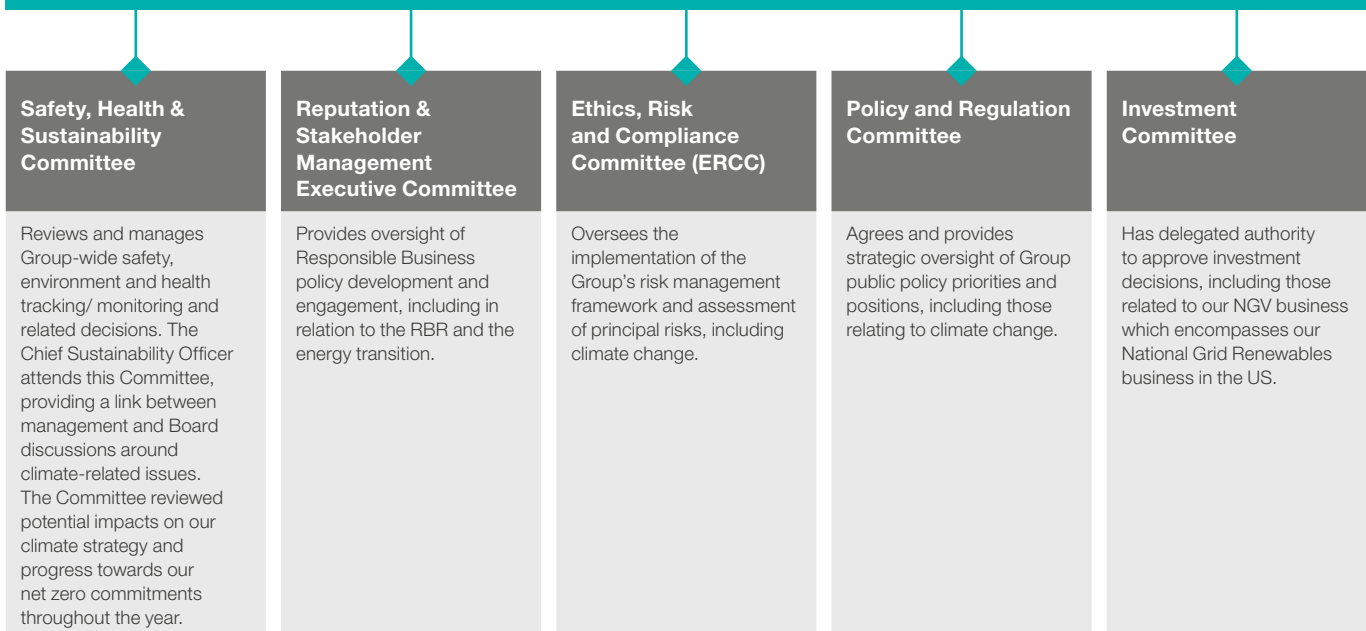 Safety, Health &
Sustainability
Committee
Reviews and manages
Group-wide safety,
environment and health
tracking/ monitoring and
related decisions. The
Chief Sustainability Officer
attends this Committee,
providing a link between
management and Board
discussions around
climate-related issues.
The Committee reviewed
potential impacts on our
climate strategy and
progress towards our
net zero commitments
throughout the year.
Reputation &
Stakeholder
Management
Executive Committee
Provides oversight of
Responsible Business
policy development and
engagement, including in
relation to the RBR and the
energy transition.
Ethics, Risk
and Compliance
Committee (ERCC)
Oversees the
implementation of the
Group's risk management
framework and assessment
of principal risks, including
climate change.
Policy and Regulation
Committee
Agrees and provides
strategic oversight of Group
public policy priorities and
positions, including those
relating to climate change.
Investment
Committee
Has delegated authority
to approve investment
decisions, including those
related to our NGV business
which encompasses our
National Grid Renewables
business in the US.